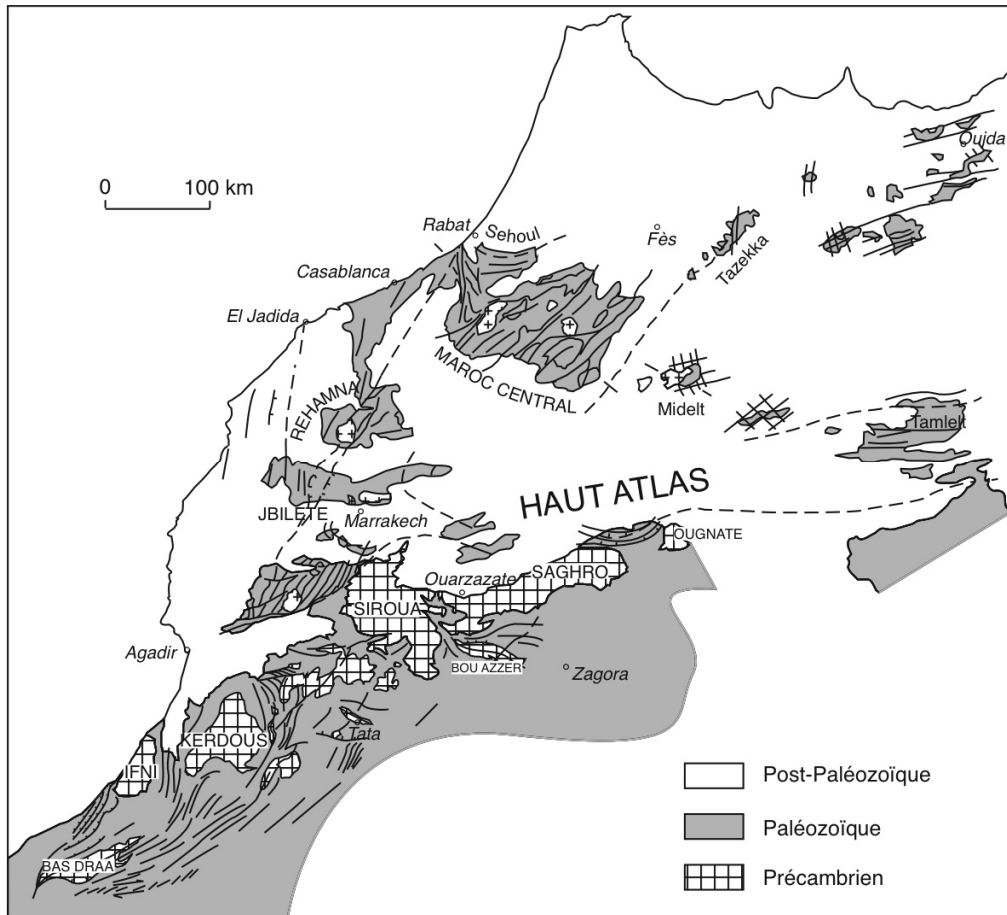 Oujda
0 100 km
Rabat
Sehoul
Fès
Tazekka
Casablanca
El Jadida
MAROC CENTRAL
REHAMNA
Midelt
Tamlelt
HAUT ATLAS
JBILETE
Marrakech
OUGNATE
SAGHRO
Ouarzazate
SIROUA
Agadir
BOU AZZER
Zagora
Tata
KERDOUS
IFNI
BAS DRAA
Post-Paléozoïque
Paléozoïque
Précambrien